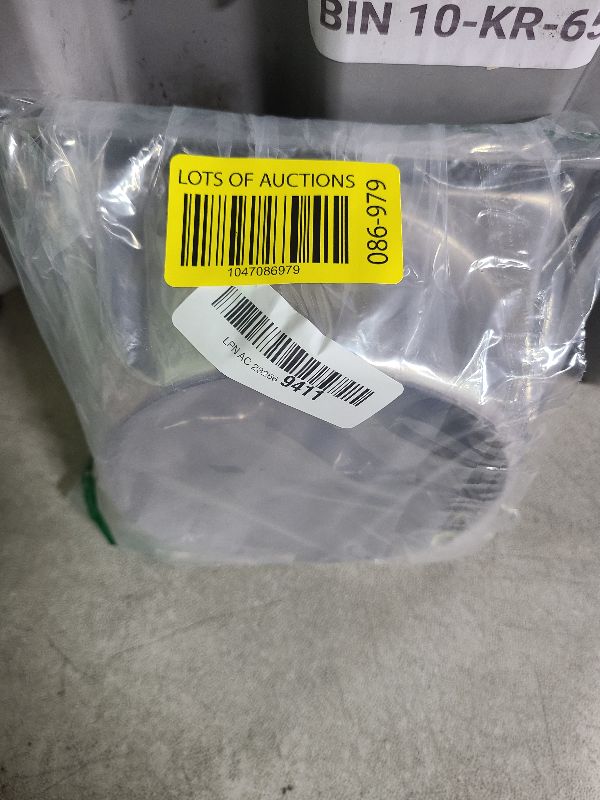 BIN 10-KR-65
LOTS OF AUCTIONS
086-979
1047086979
9411